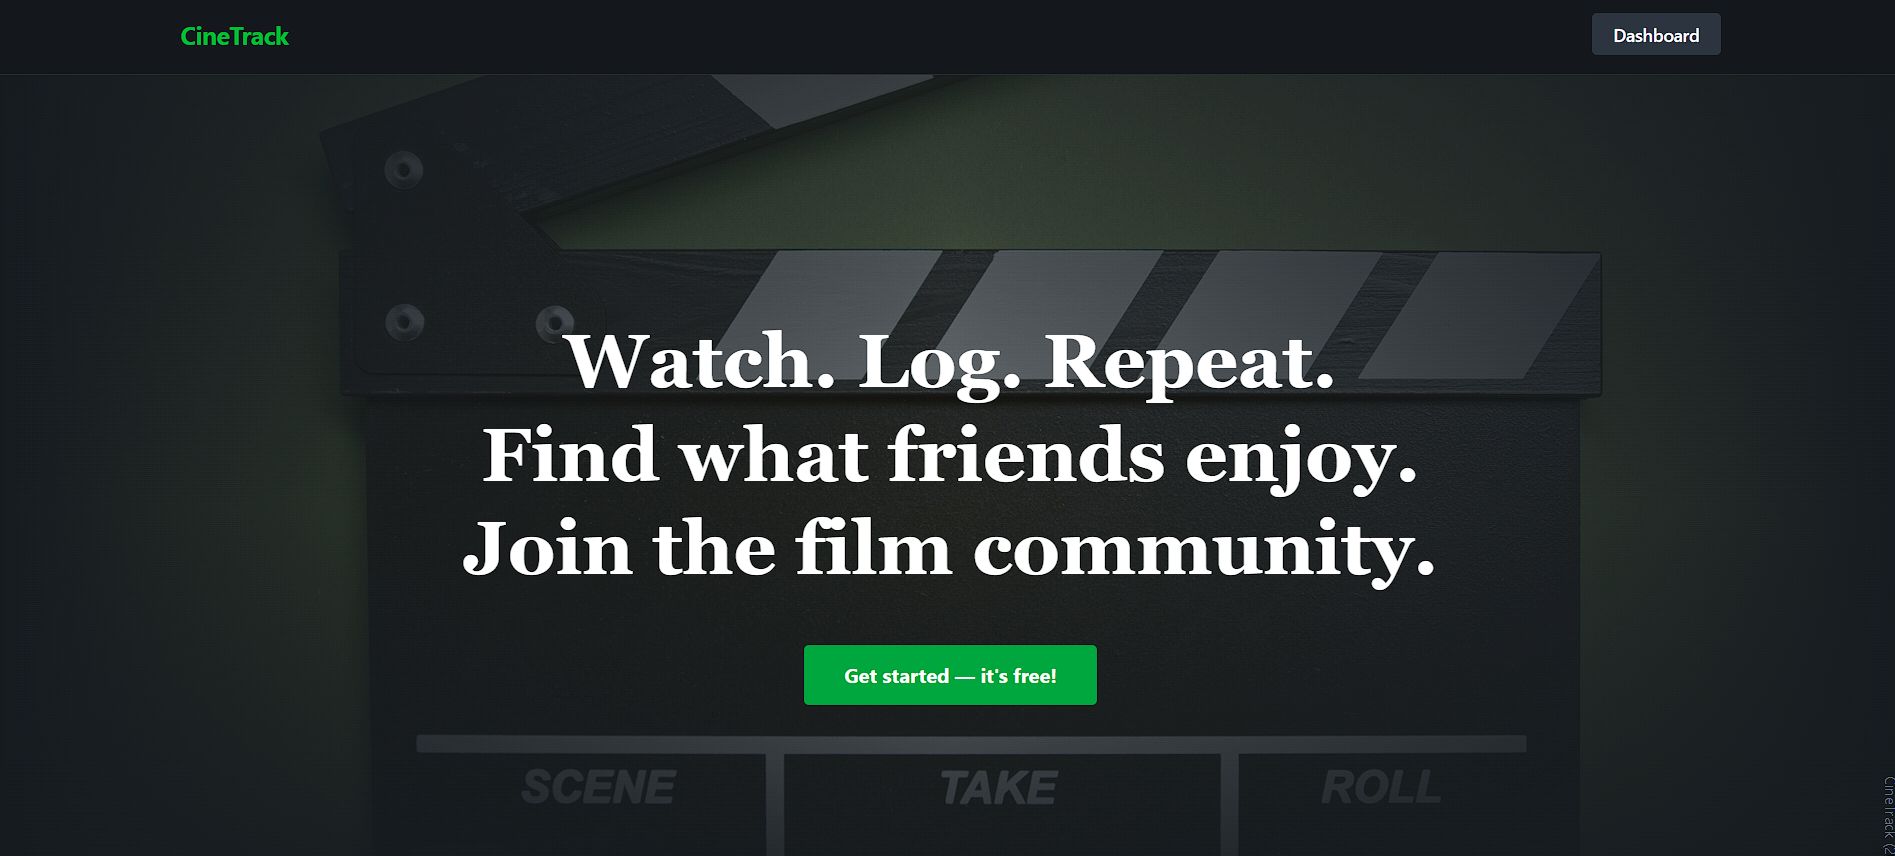 CineTrack
Dashboard
Watch. Log. Repeat.
Find what friends enjoy.
Join the film community.
Get started — it's free!
SCENE TAKE ROLL
CineTrack (2